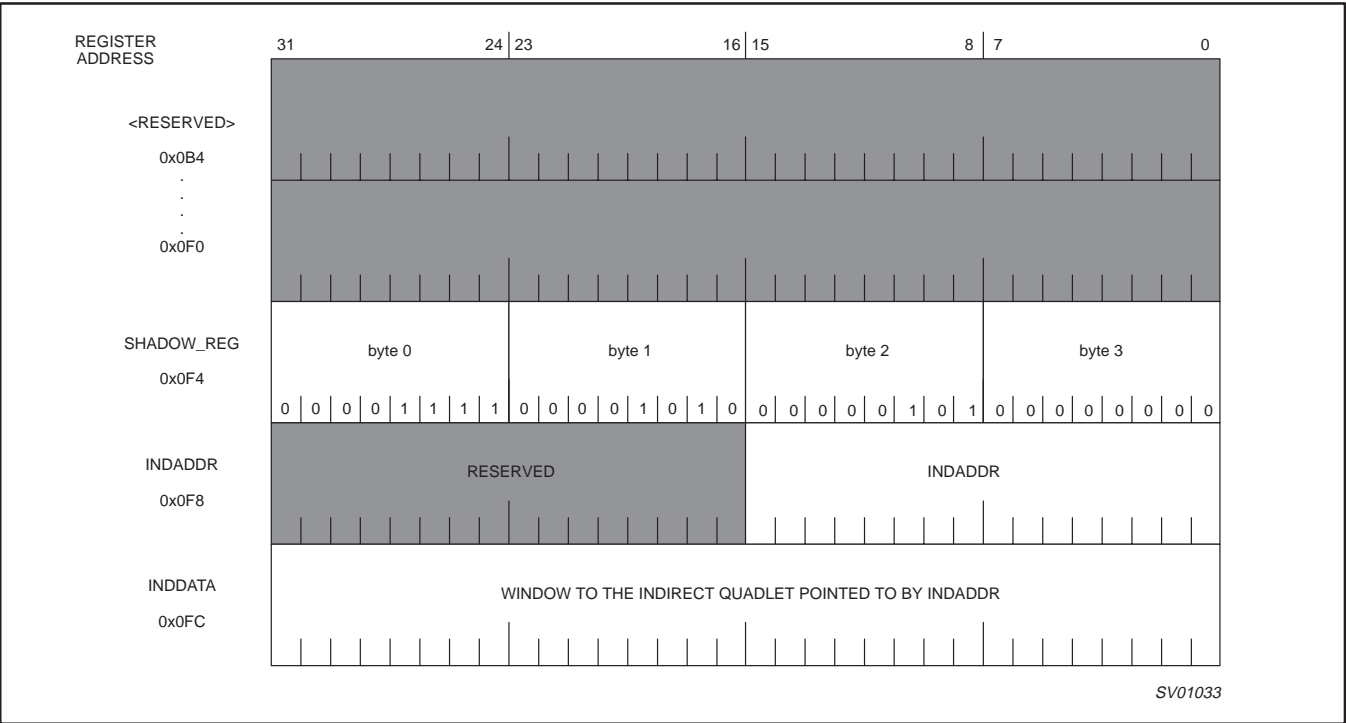 REGISTER
ADDRESS
31 24 23 16 15 8 7 0
<RESERVED>
0x0B4
.
.
.
.
0x0F0
SHADOW_REG
0x0F4
byte 0 byte 1 byte 2 byte 3
0 0 0 0 1 1 1 1 0 0 0 0 1 0 1 0 0 0 0 0 0 1 0 1 0 0 0 0 0 0 0 0
INDADDR
0x0F8
RESERVED INDADDR
INDDATA
0x0FC
WINDOW TO THE INDIRECT QUADLET POINTED TO BY INDADDR
SV01033